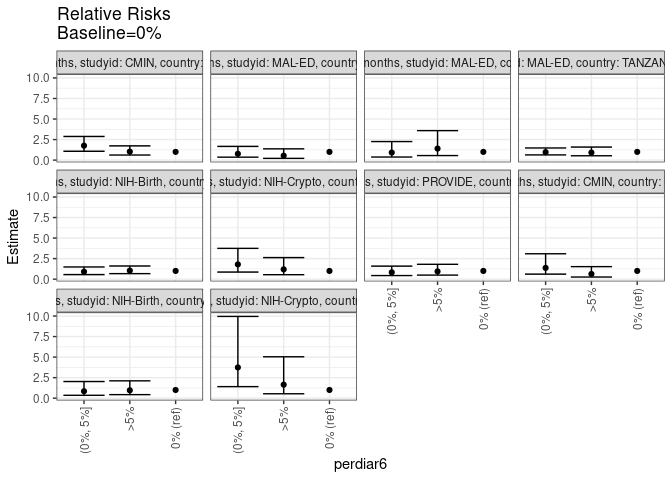 Relative Risks
Baseline=0%
ths, studyid: CMIN, country:
s, studyid: MAL-ED, country
months, studyid: MAL-ED, co
: MAL-ED, country: TANZAN
10.0
7.5
5.0
2.5
0.0
s, studyid: NIH-Birth, country
, studyid: NIH-Crypto, count
s, studyid: PROVIDE, country
ths, studyid: CMIN, country:
10.0
7.5
5.0
2.5
0.0
Estimate
s, studyid: NIH-Birth, country
, studyid: NIH-Crypto, count
10.0
7.5
5.0
2.5
0.0
(0%, 5%]
>5%
0% (ref)
(0%, 5%]
>5%
0% (ref)
(0%, 5%]
>5%
0% (ref)
(0%, 5%]
>5%
0% (ref)
perdiar6